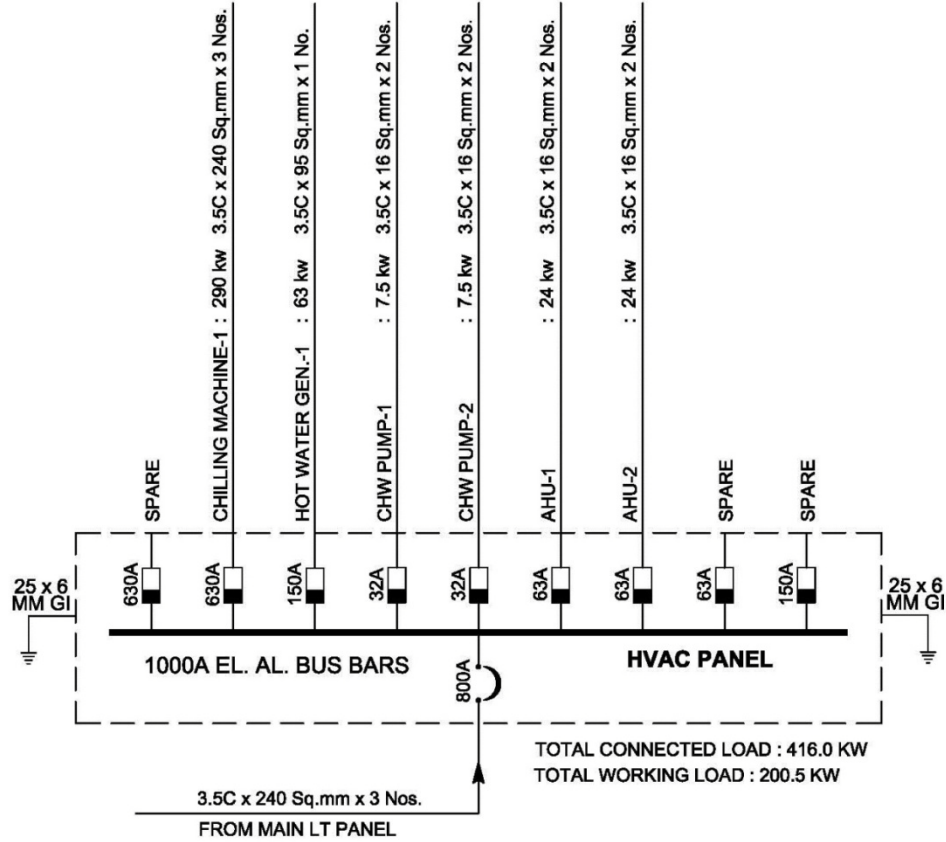 SPARE
CHILLING MACHINE-1 : 290 kw 3.5C x 240 Sq.mm x 3 Nos.
HOT WATER GEN.-1 : 63 kw 3.5C x 95 Sq.mm x 1 No.
CHW PUMP-1 : 7.5 kw 3.5C x 16 Sq.mm x 2 Nos.
CHW PUMP-2 : 7.5 kw 3.5C x 16 Sq.mm x 2 Nos.
AHU-1 : 24 kw 3.5C x 16 Sq.mm x 2 Nos.
AHU-2 : 24 kw 3.5C x 16 Sq.mm x 2 Nos.
SPARE
SPARE
25 x 6
MM GI
630A
630A
150A
32A
32A
63A
63A
63A
150A
25 x 6
MM GI
1000A EL. AL. BUS BARS
800A
HVAC PANEL
TOTAL CONNECTED LOAD : 416.0 KW
TOTAL WORKING LOAD : 200.5 KW
3.5C x 240 Sq.mm x 3 Nos.
FROM MAIN LT PANEL